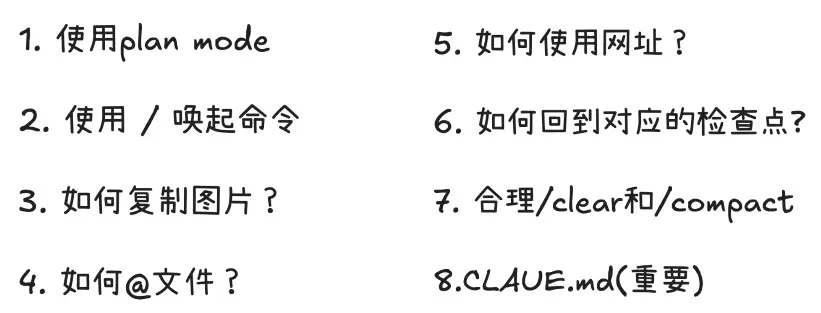 1. 使用plan mode
2. 使用 / 唤起命令
3. 如何复制图片？
4. 如何@文件？
5. 如何使用网址？
6. 如何回到对应的检查点?
7. 合理/clear和/compact
8.CLAUE.md(重要)